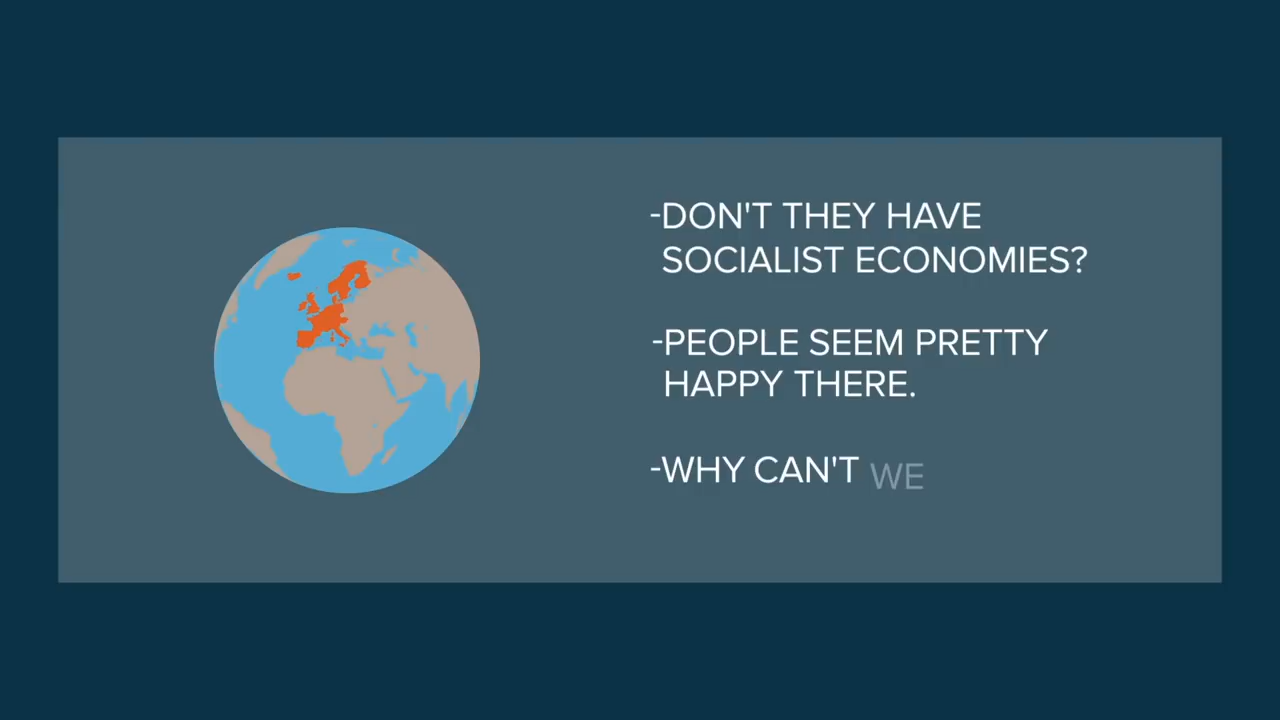 -DON'T THEY HAVE
SOCIALIST ECONOMIES?
-PEOPLE SEEM PRETTY
HAPPY THERE.
-WHY CAN'T WE